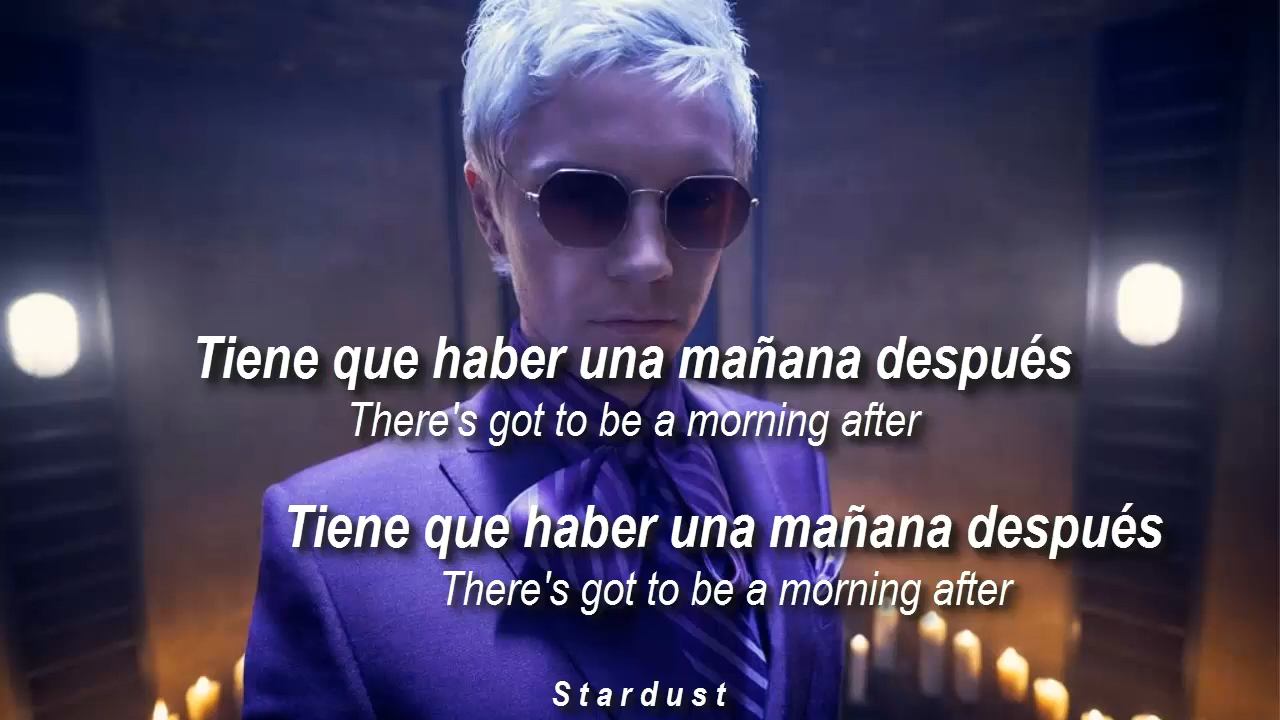 Tiene que haber una mañana después
There's got to be a morning after
Tiene que haber una mañana después
There's got to be a morning after
Stardust